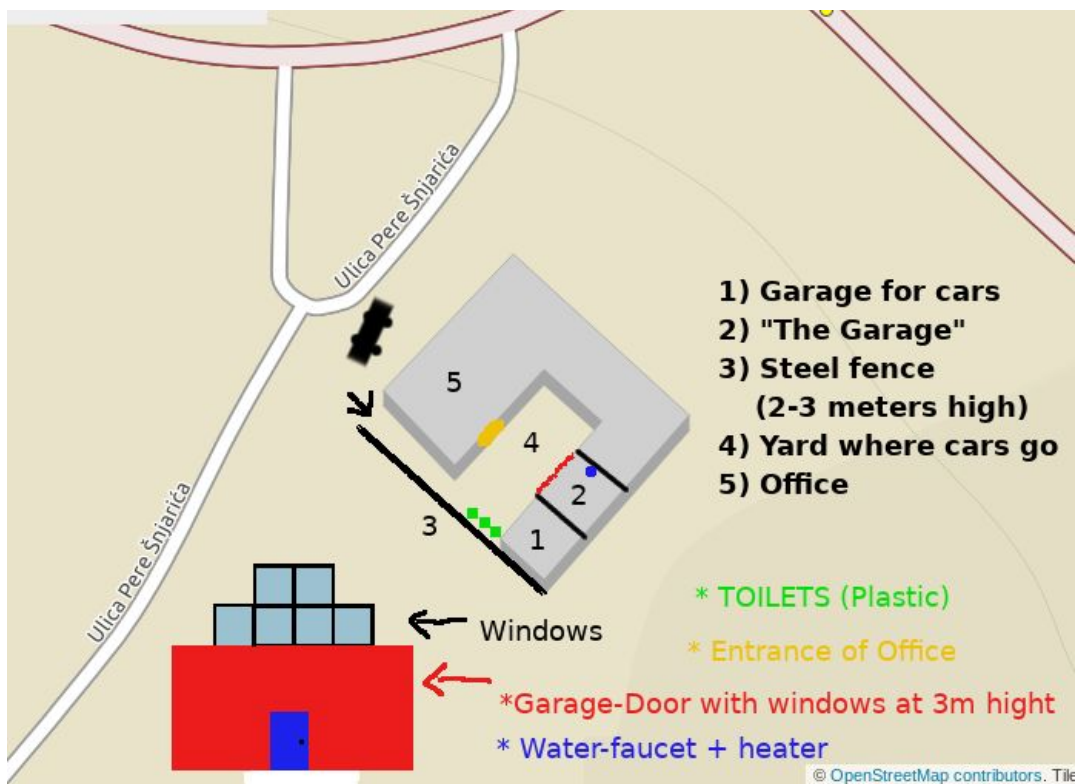 Ulica Pere Šnjarića
1) Garage for cars
2) "The Garage"
3) Steel fence
(2-3 meters high)
4) Yard where cars go
5) Office
5
4
2
3
1
Ulica Pere Šnjarića
* TOILETS (Plastic)
Windows
* Entrance of Office
*Garage-Door with windows at 3m hight
* Water-faucet + heater
© OpenStreetMap contributors. Tile